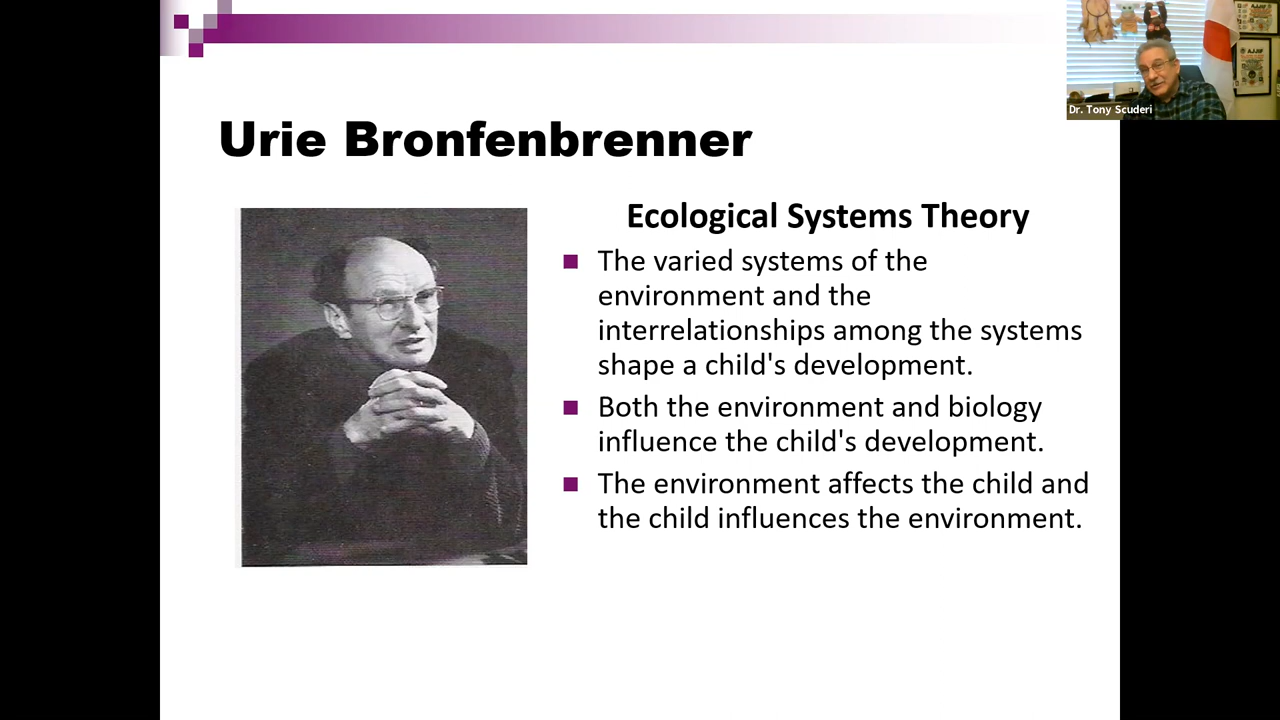 Dr. Tony Scuderi
AJJF
AJJF
Urie Bronfenbrenner
Ecological Systems Theory
The varied systems of the
environment and the
interrelationships among the systems
shape a child's development.
Both the environment and biology
influence the child's development.
The environment affects the child and
the child influences the environment.